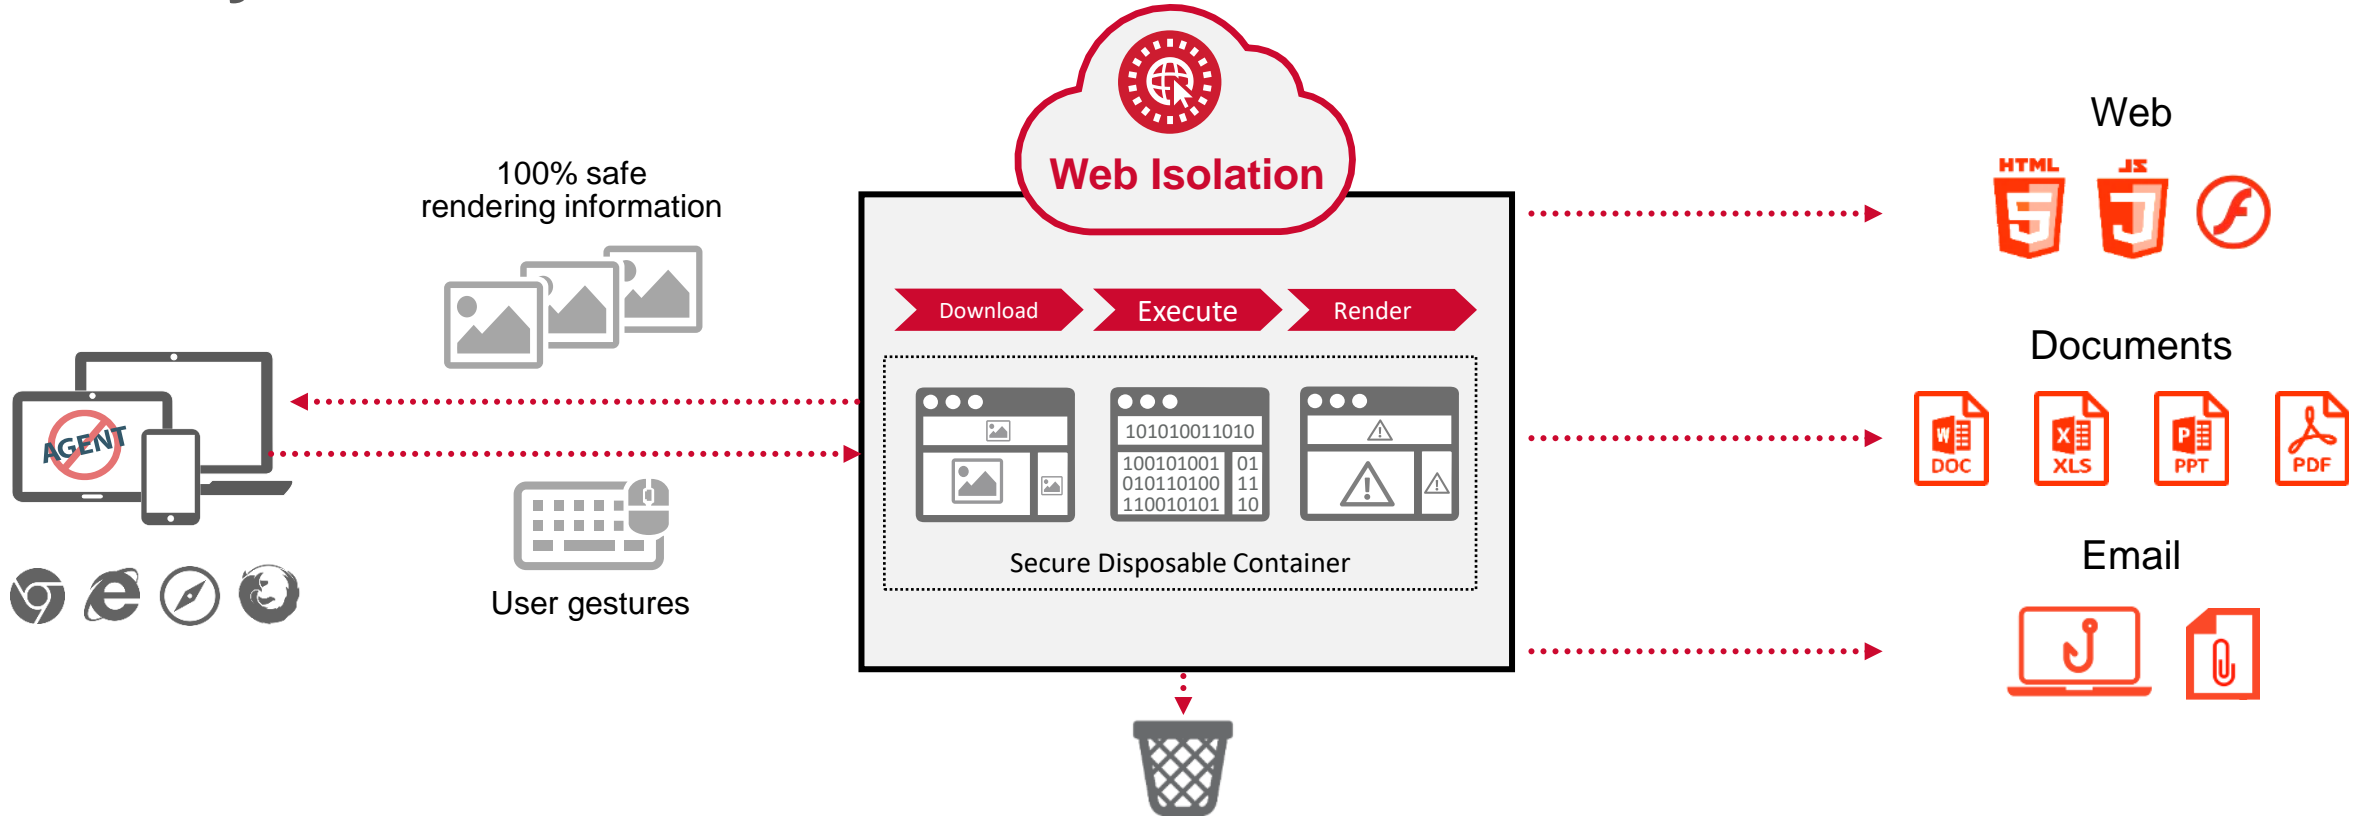 Web Isolation
100% safe
rendering information
AGENT
User gestures
Download
Execute
Render
101010011010
100101001 01
010110100 11
110010101 10
Secure Disposable Container
Web
HTML
JS
Documents
W
DOC
X
XLS
P
PPT
PDF
Email